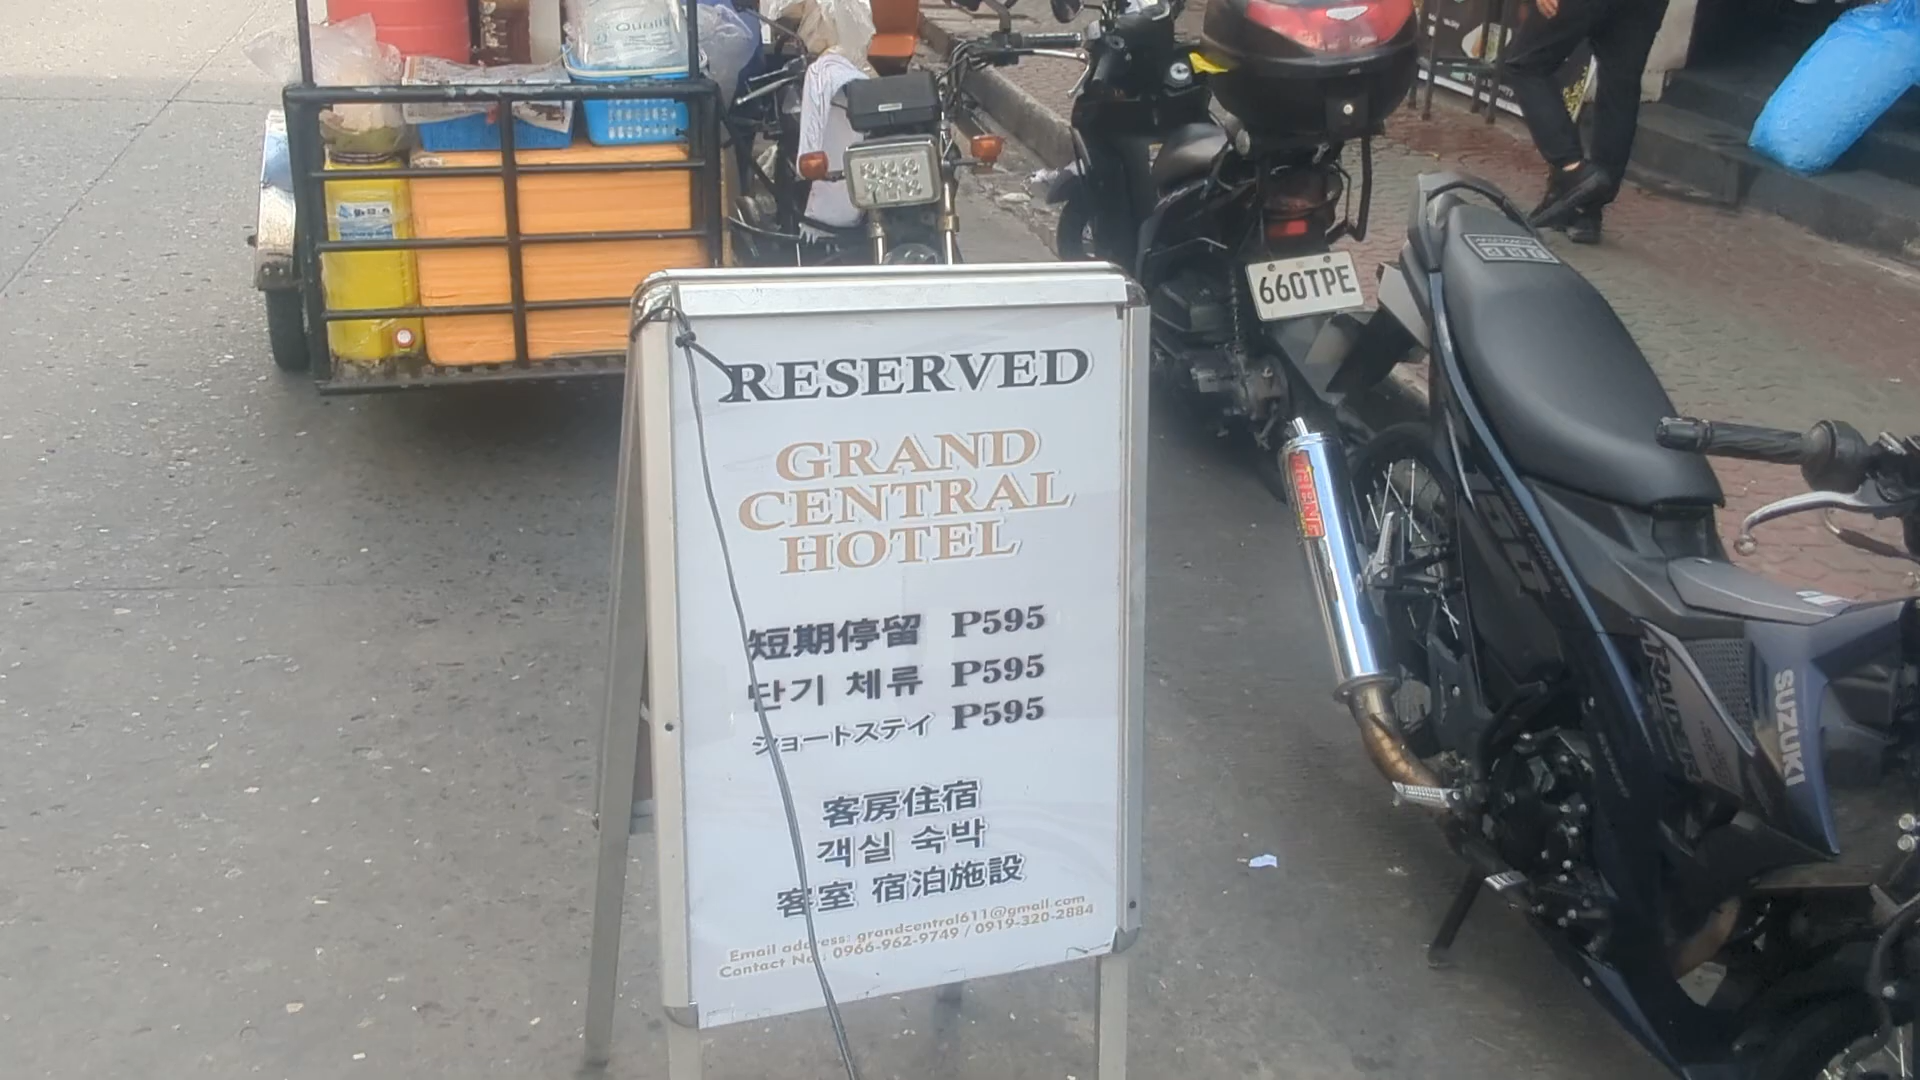 Quali
660TPE
RESERVED
GRAND
CENTRAL
HOTEL
短期停留 P595
단기 체류 P595
ショートステイ P595
客房住宿
객실 숙박
客室 宿泊施設
Email address: grandcentral611@gmail.com
Contact No.: 0966-962-9749 / 0919-320-2884
RAIDER
SUZUKI